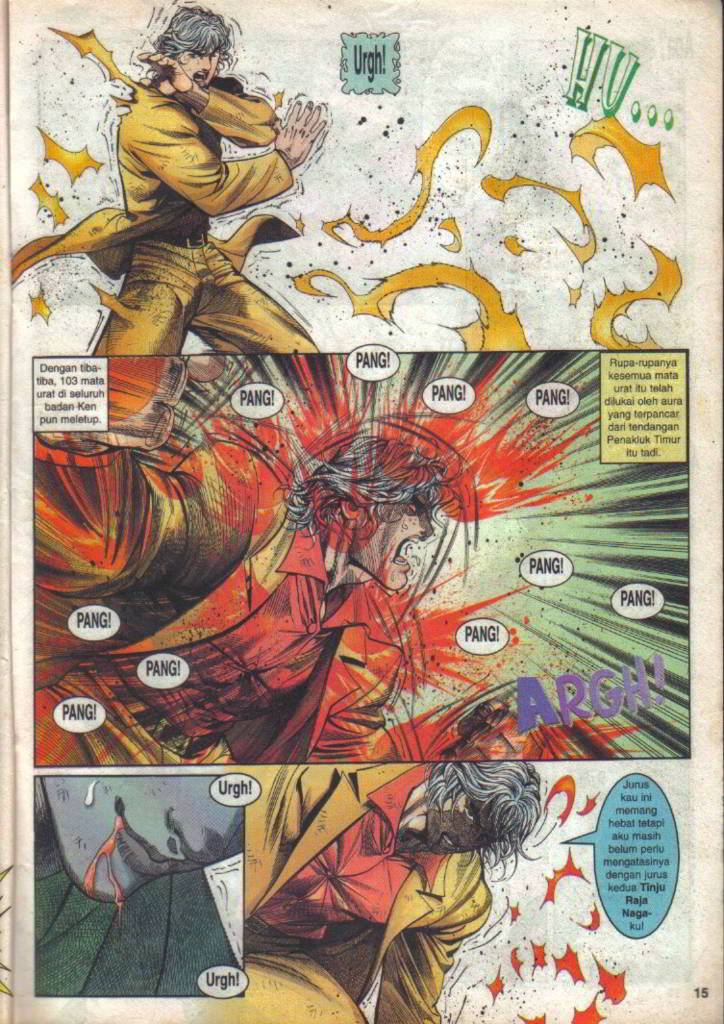 Urgh!
HU...
Dengan tiba-
tiba, 103 mata
urat di seluruh
badan Ken
pun meletup.
PANG!
PANG!
PANG!
PANG!
Rupa-rupanya
kesemua mata
urat itu telah
dilukai oleh aura
yang terpancar
dari tendangan
Penakluk Timur
itu tadi.
PANG!
PANG!
PANG!
PANG!
PANG!
PANG!
ARGH!
Urgh!
Urgh!
Jurus
kau ini
memang
hebat tetapi
aku masih
belum perlu
mengatasinya
dengan jurus
kedua Tinju
Raja
Naga-
ku!
15